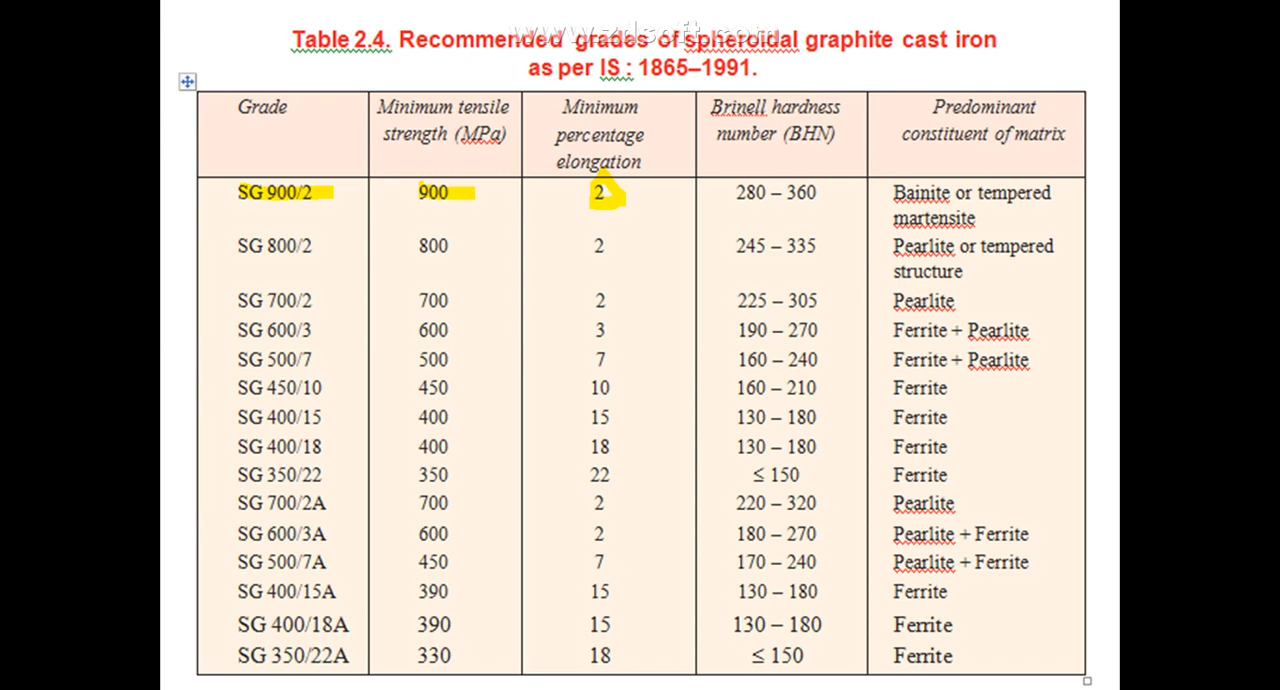 www.zdsoft.com
Table 2.4. Recommended grades of spheroidal graphite cast iron
as per IS : 1865–1991.
Grade Minimum tensile strength (MPa) Minimum percentage elongation Brinell hardness number (BHN) Predominant constituent of matrix
SG 900/2 900 2 280 – 360 Bainite or tempered martensite
SG 800/2 800 2 245 – 335 Pearlite or tempered structure
SG 700/2 700 2 225 – 305 Pearlite
SG 600/3 600 3 190 – 270 Ferrite + Pearlite
SG 500/7 500 7 160 – 240 Ferrite + Pearlite
SG 450/10 450 10 160 – 210 Ferrite
SG 400/15 400 15 130 – 180 Ferrite
SG 400/18 400 18 130 – 180 Ferrite
SG 350/22 350 22 ≤ 150 Ferrite
SG 700/2A 700 2 220 – 320 Pearlite
SG 600/3A 600 2 180 – 270 Pearlite + Ferrite
SG 500/7A 450 7 170 – 240 Pearlite + Ferrite
SG 400/15A 390 15 130 – 180 Ferrite
SG 400/18A 390 15 130 – 180 Ferrite
SG 350/22A 330 18 ≤ 150 Ferrite